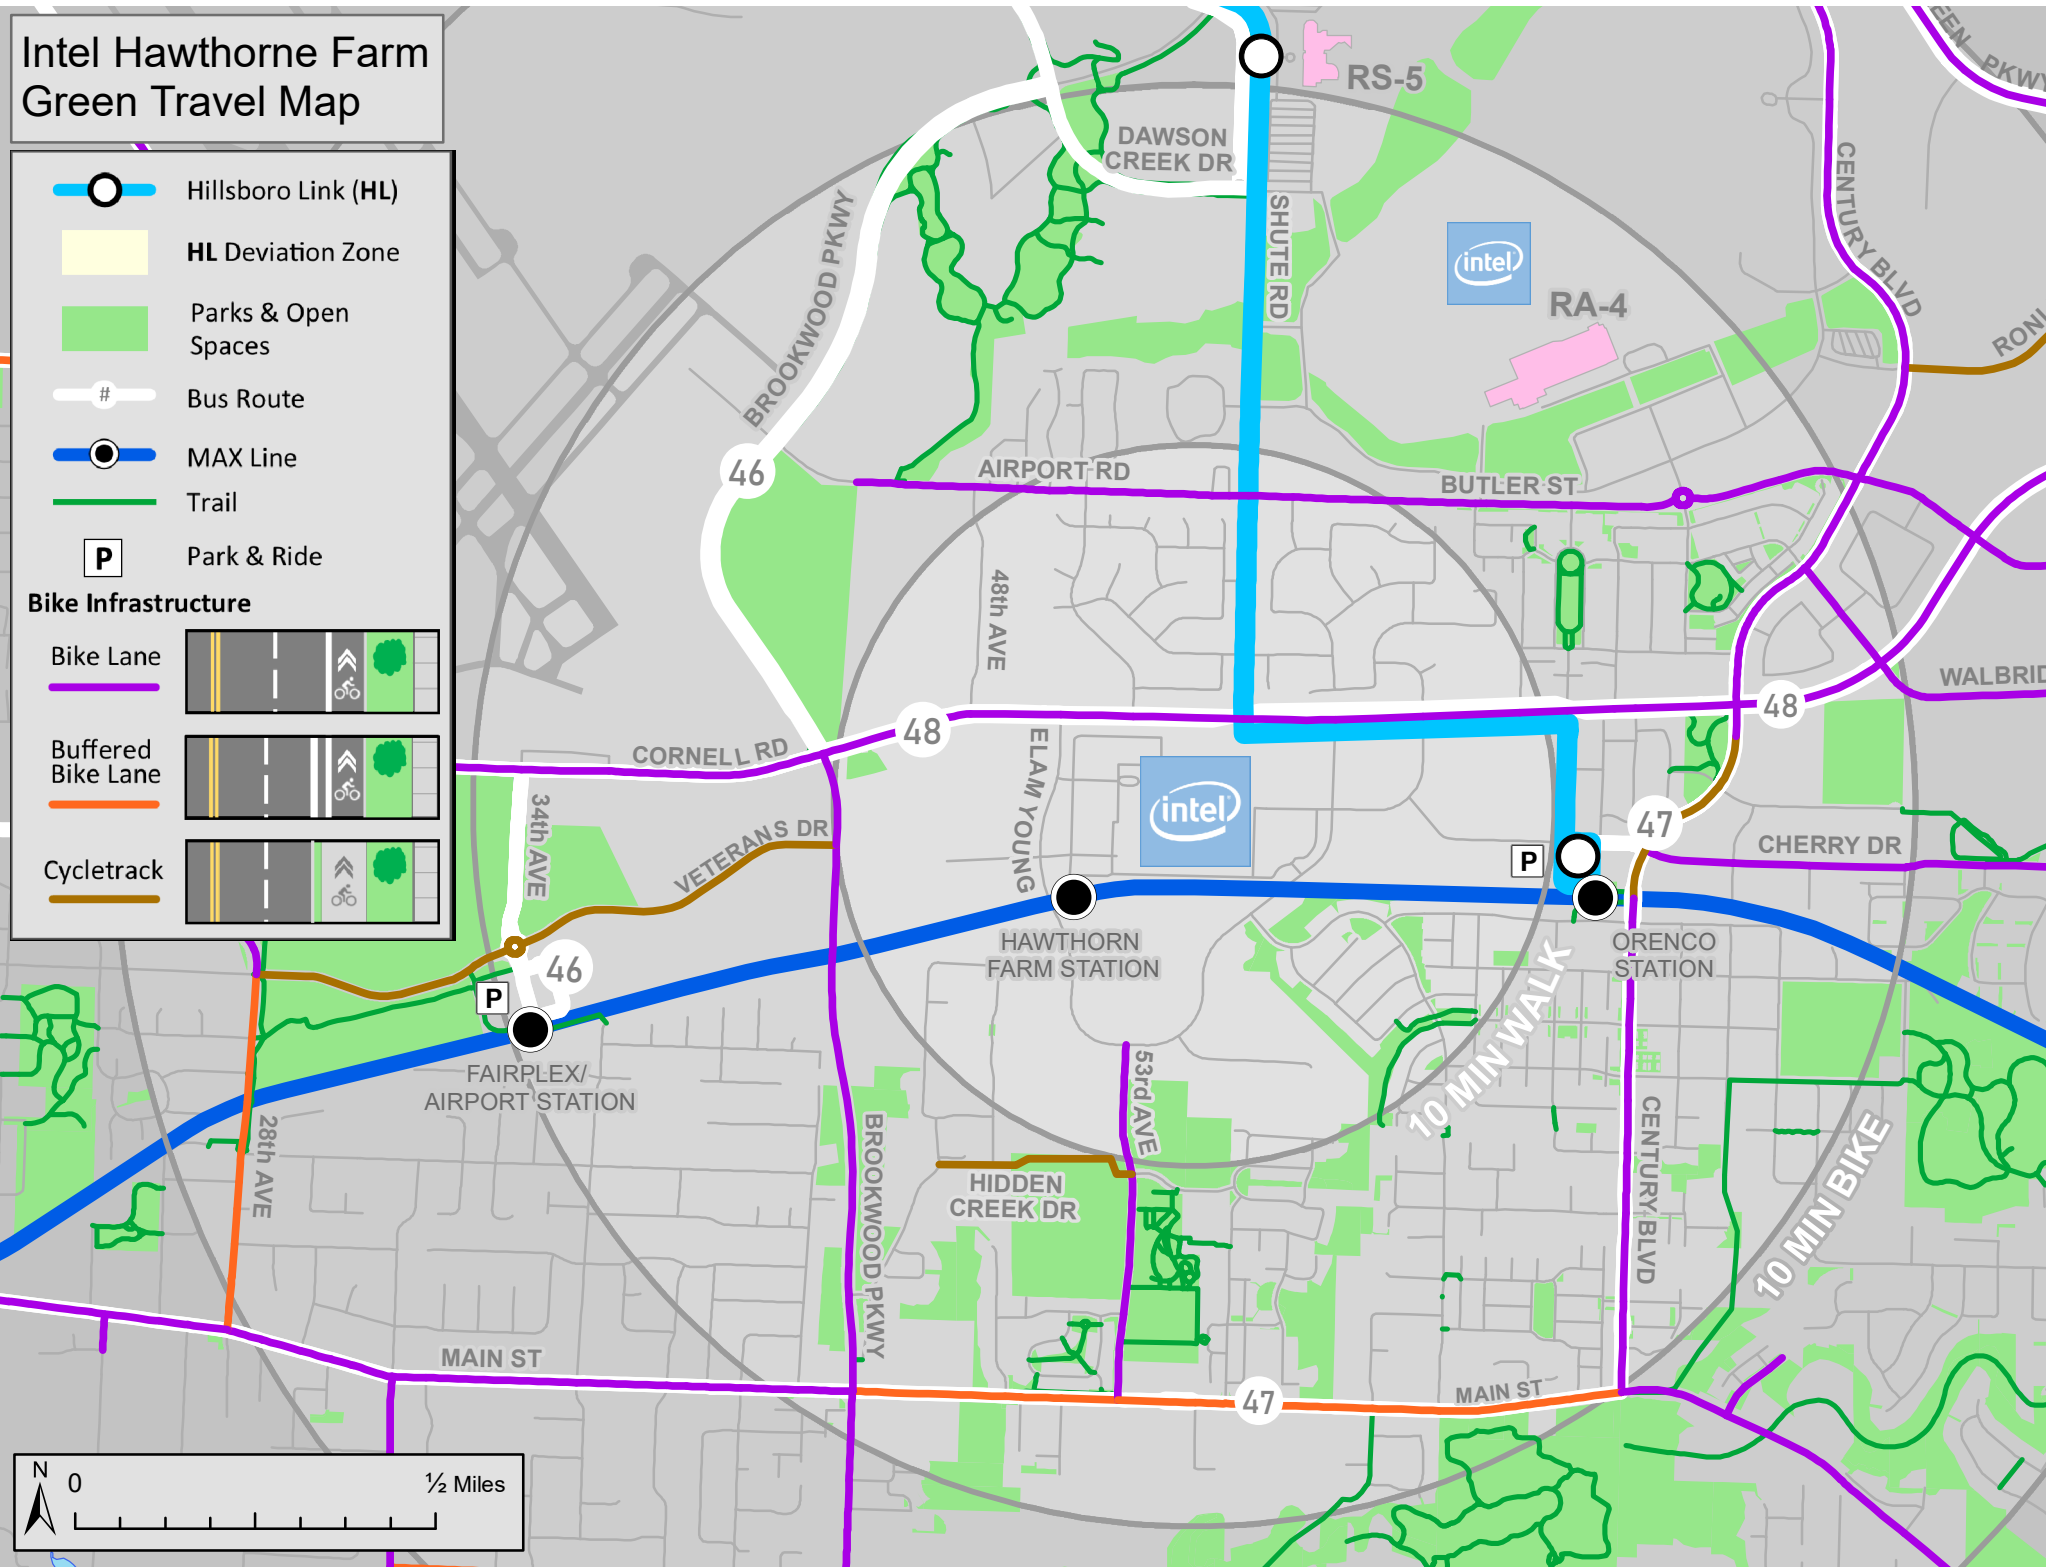 Intel Hawthorne Farm
Green Travel Map
Hillsboro Link (HL)
HL Deviation Zone
Parks & Open
Spaces
#
Bus Route
MAX Line
Trail
P
Park & Ride
Bike Infrastructure
Bike Lane
Buffered
Bike Lane
Cycletrack
RS-5
DAWSON
CREEK DR
BROOKWOOD PKWY
SHUTE RD
intel
RA-4
CENTURY BLVD
PKWY
46
AIRPORT RD
BUTLER ST
48th AVE
CORNELL RD
48
48
34th AVE
VETERANS DR
ELAM YOUNG
intel
P
47
CHERRY DR
HAWTHORN
FARM STATION
ORENCO
STATION
46
P
FAIRPLEX/
AIRPORT STATION
10 MIN WALK
28th AVE
53rd AVE
BROOKWOOD PKWY
HIDDEN
CREEK DR
CENTURY BLVD
10 MIN BIKE
MAIN ST
MAIN ST
47
N
0
½ Miles